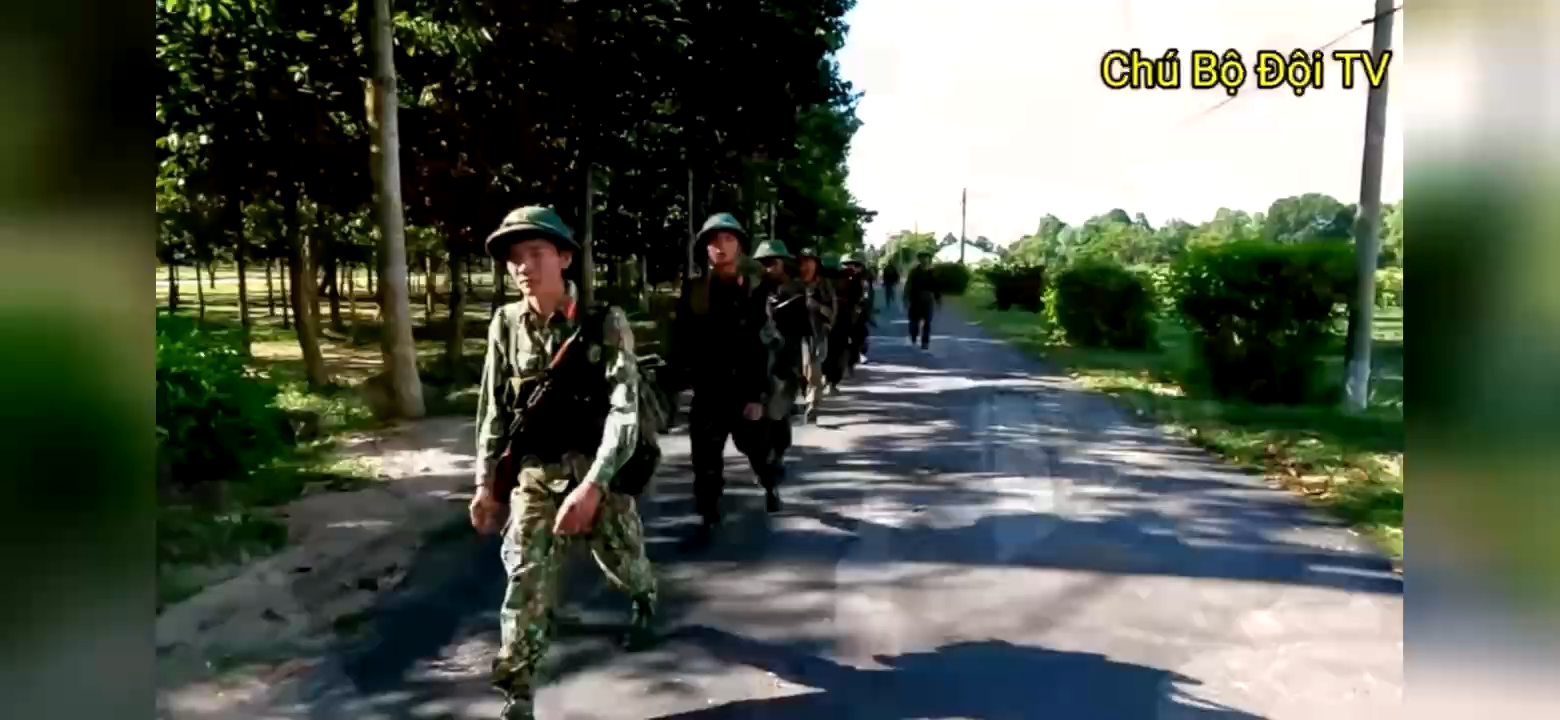 Chú Bộ Đội TV